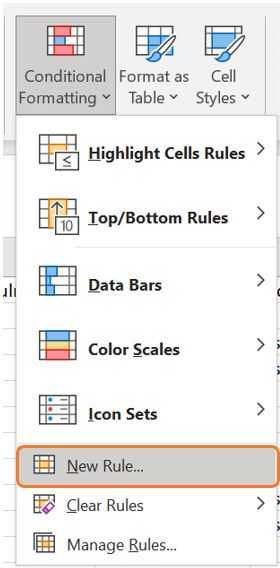 Conditional Format as Cell
Formatting Table Styles
≤
Highlight Cells Rules
10
Top/Bottom Rules
Data Bars
Color Scales
Icon Sets
New Rule...
Clear Rules
Manage Rules...